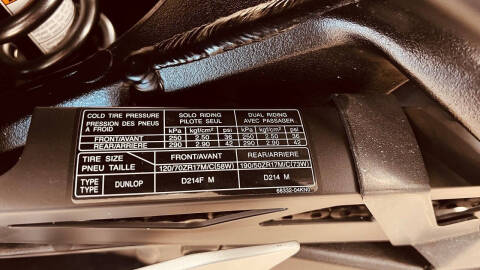 COLD TIRE PRESSURE SOLO RIDING DUAL RIDING
PRESSION DES PNEUS PILOTE SEUL AVEC PASSAGER
A FROID kPa kgf/cm² psi kPa kgf/cm² psi
FRONT/AVANT 250 2.50 36 250 2.50 36
REAR/ARRIERE 290 2.90 42 290 2.90 42
TIRE SIZE FRONT/AVANT REAR/ARRIERE
PNEU TAILLE 120/70ZR17M/C(58W) 190/50ZR17M/C(73W)
TYPE DUNLOP D214F M D214 M
TYPE
68332-04KN0